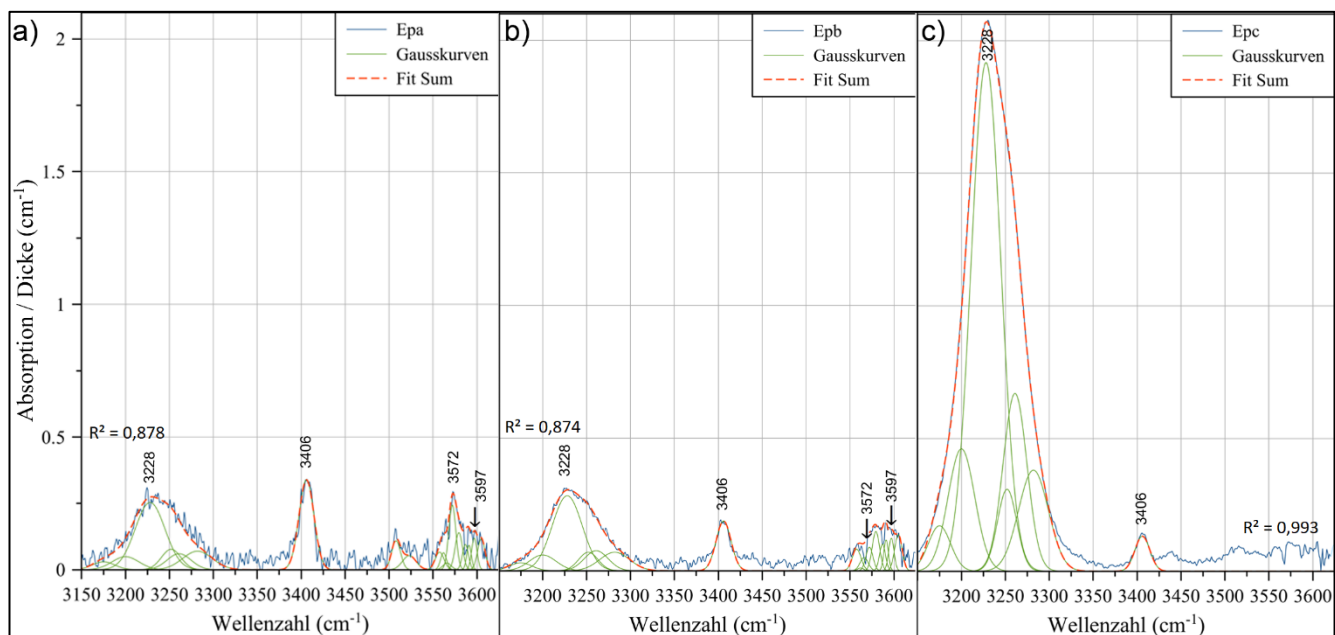 a)
Epa
Gausskurven
Fit Sum
b)
Epb
Gausskurven
Fit Sum
c)
Epc
Gausskurven
Fit Sum
2
1.5
1
0.5
0
Absorption / Dicke (cm⁻¹)
R² = 0,878
3228
3406
3572
3597
R² = 0,874
3228
3406
3572
3597
3228
3406
R² = 0,993
3150 3200 3250 3300 3350 3400 3450 3500 3550 3600
3200 3250 3300 3350 3400 3450 3500 3550 3600
3200 3250 3300 3350 3400 3450 3500 3550 3600
Wellenzahl (cm⁻¹)
Wellenzahl (cm⁻¹)
Wellenzahl (cm⁻¹)